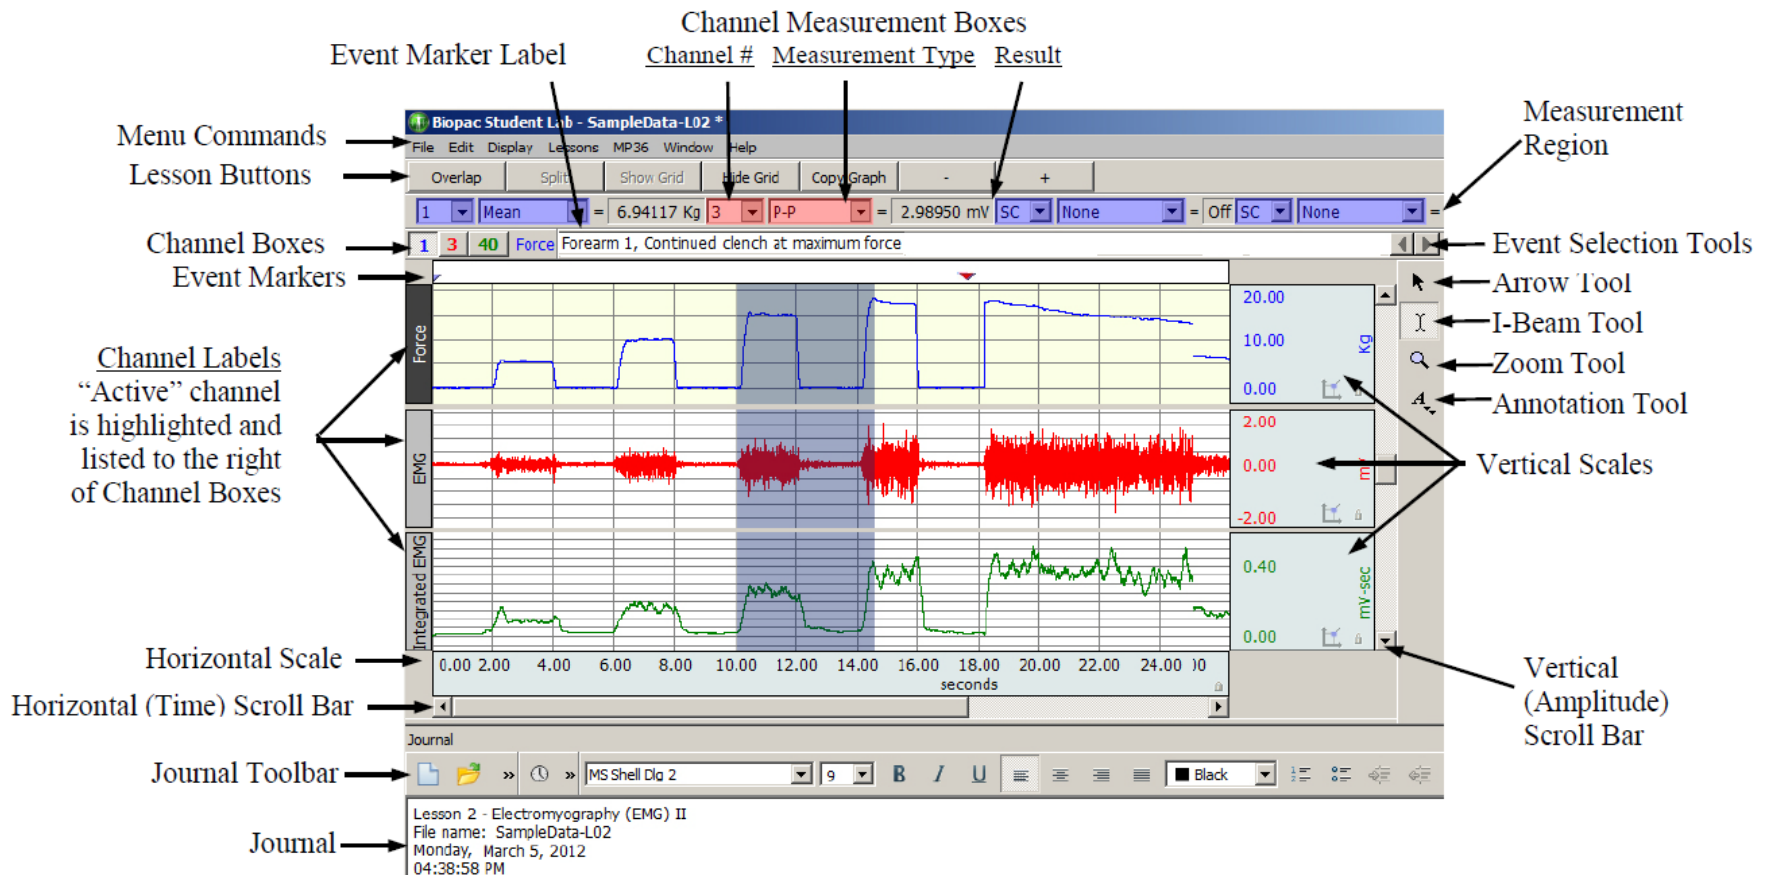 Channel Measurement Boxes
Event Marker Label
Channel # Measurement Type Result
Measurement
Region
Menu Commands
Lesson Buttons
Channel Boxes
Event Markers
Channel Labels
“Active” channel
is highlighted and
listed to the right
of Channel Boxes
Horizontal Scale
Horizontal (Time) Scroll Bar
Journal Toolbar
Journal
Event Selection Tools
Arrow Tool
I-Beam Tool
Zoom Tool
Annotation Tool
Vertical Scales
Vertical
(Amplitude)
Scroll Bar
Biopac Student Lab - SampleData-L02 *
File Edit Display Lessons MP36 Window Help
Overlap Split Show Grid Hide Grid Copy Graph - +
1 Mean = 6.94117 Kg 3 P-P = 2.98950 mV SC None = Off SC None =
1 3 40 Force Forearm 1, Continued clench at maximum force
Force
20.00
10.00
0.00
Kg
EMG
2.00
0.00
-2.00
mV
Integrated EMG
0.40
0.00
mV-sec
0.00 2.00 4.00 6.00 8.00 10.00 12.00 14.00 16.00 18.00 20.00 22.00 24.00
seconds
Journal
» » MS Shell Dlg 2 9 B I U Black
A
Lesson 2 - Electromyography (EMG) II
File name: SampleData-L02
Monday, March 5, 2012
04:38:58 PM